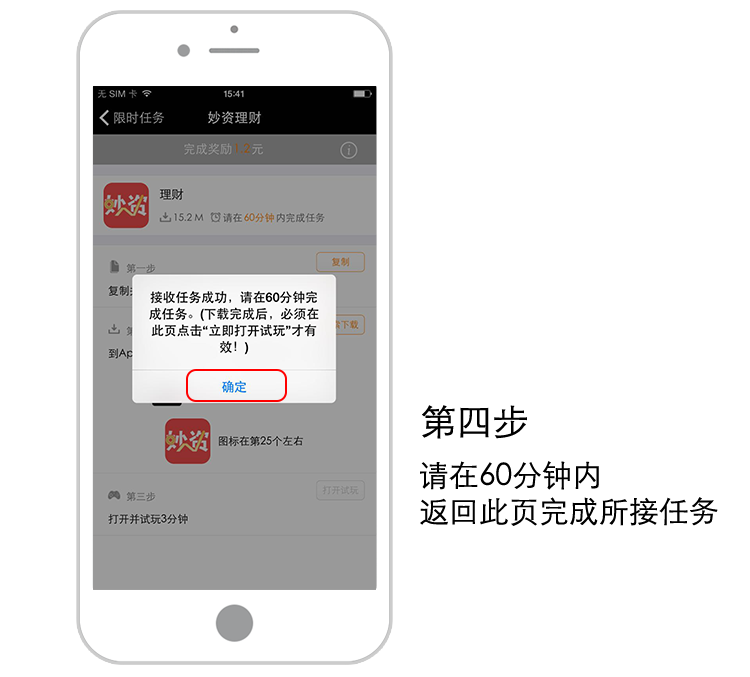 无 SIM 卡
15:41
限时任务
妙资理财
完成奖励1.2元
妙资
理财
15.2 M
请在60分钟内完成任务
第一步
复制
复制
接收任务成功，请在60分钟完
成任务。(下载完成后，必须在
此页点击“立即打开试玩”才有
效！)
下载
到Ap
确定
妙资
图标在第25个左右
第三步
打开试玩
打开并试玩3分钟
第四步
请在60分钟内
返回此页完成所接任务